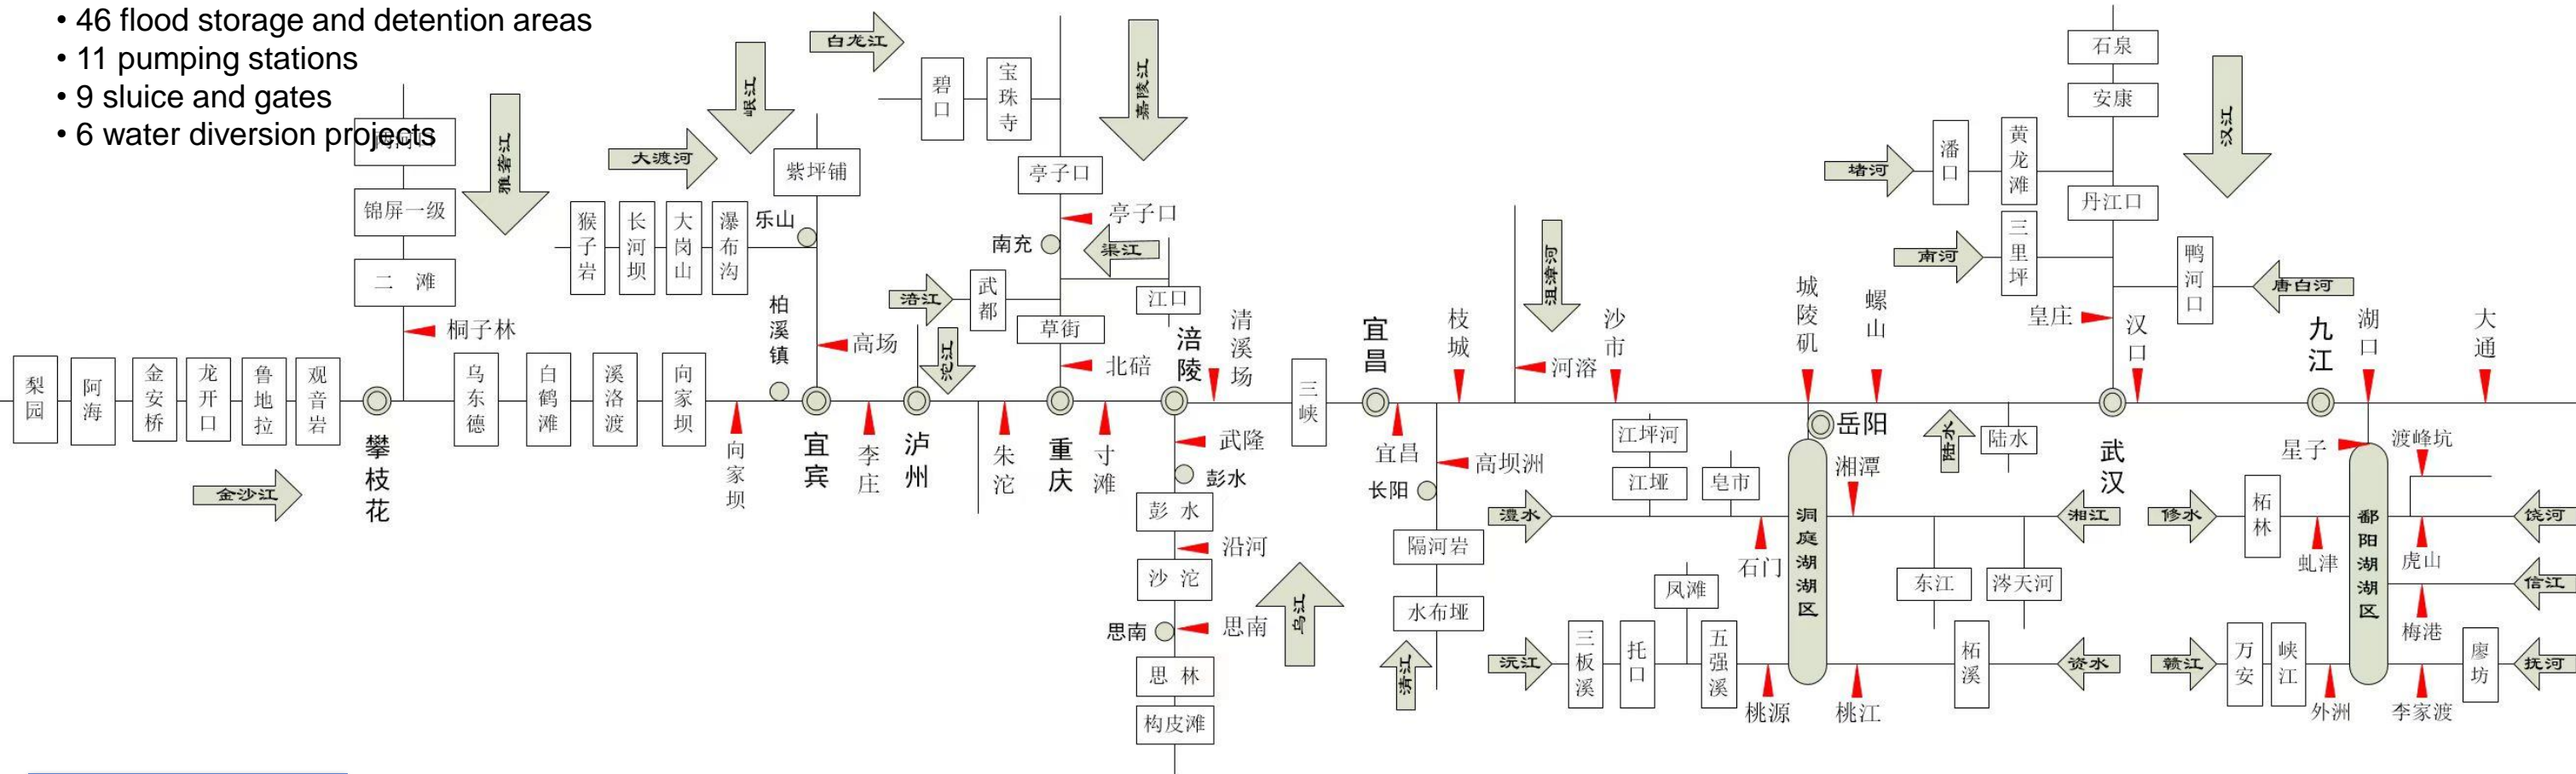 • 46 flood storage and detention areas
• 11 pumping stations
• 9 sluice and gates
• 6 water diversion projects
锦屏一级
二 滩
雅砻江
桐子林
梨园
阿海
金安桥
龙开口
鲁地拉
观音岩
金沙江
攀枝花
乌东德
白鹤滩
溪洛渡
向家坝
向家坝
大渡河
岷江
紫坪铺
猴子岩
长河坝
大岗山
瀑布沟
乐山
柏溪镇
高场
宜宾
李庄
泸州
沱江
朱沱
白龙江
碧口
宝珠寺
嘉陵江
亭子口
亭子口
南充
渠江
涪江
武都
江口
草街
北碚
重庆
寸滩
涪陵
清溪场
武隆
彭水
彭 水
沿河
沙 沱
思南
思南
思 林
构皮滩
乌江
三峡
宜昌
宜昌
枝城
沮漳河
河溶
沙市
高坝洲
长阳
隔河岩
水布垭
清江
城陵矶
岳阳
螺山
江坪河
江垭
皂市
澧水
石门
洞庭湖湖区
湘潭
湘江
东江
涔天河
凤滩
沅江
三板溪
托口
五强溪
桃源
桃江
柘溪
资水
陆水
陆水
石泉
安康
汉江
堵河
潘口
黄龙滩
丹江口
南河
三里坪
鸭河口
唐白河
皇庄
汉口
武汉
九江
湖口
大通
星子
渡峰坑
修水
柘林
虬津
鄱阳湖湖区
虎山
饶河
信江
梅港
赣江
万安
峡江
外洲
李家渡
廖坊
抚河